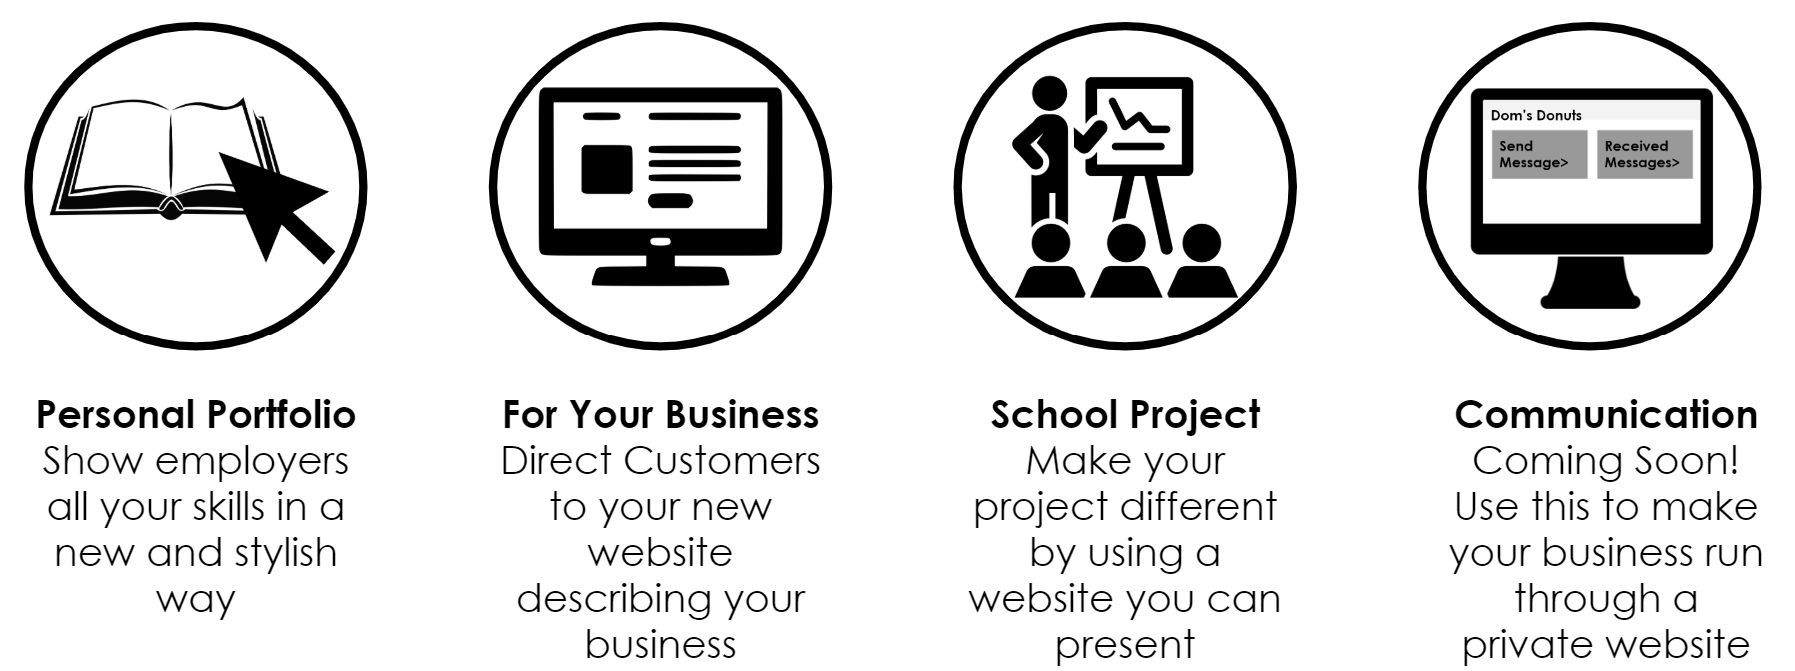 Dom's Donuts
Send
Message>
Received
Messages>
Personal Portfolio
Show employers
all your skills in a
new and stylish
way
For Your Business
Direct Customers
to your new
website
describing your
business
School Project
Make your
project different
by using a
website you can
present
Communication
Coming Soon!
Use this to make
your business run
through a
private website